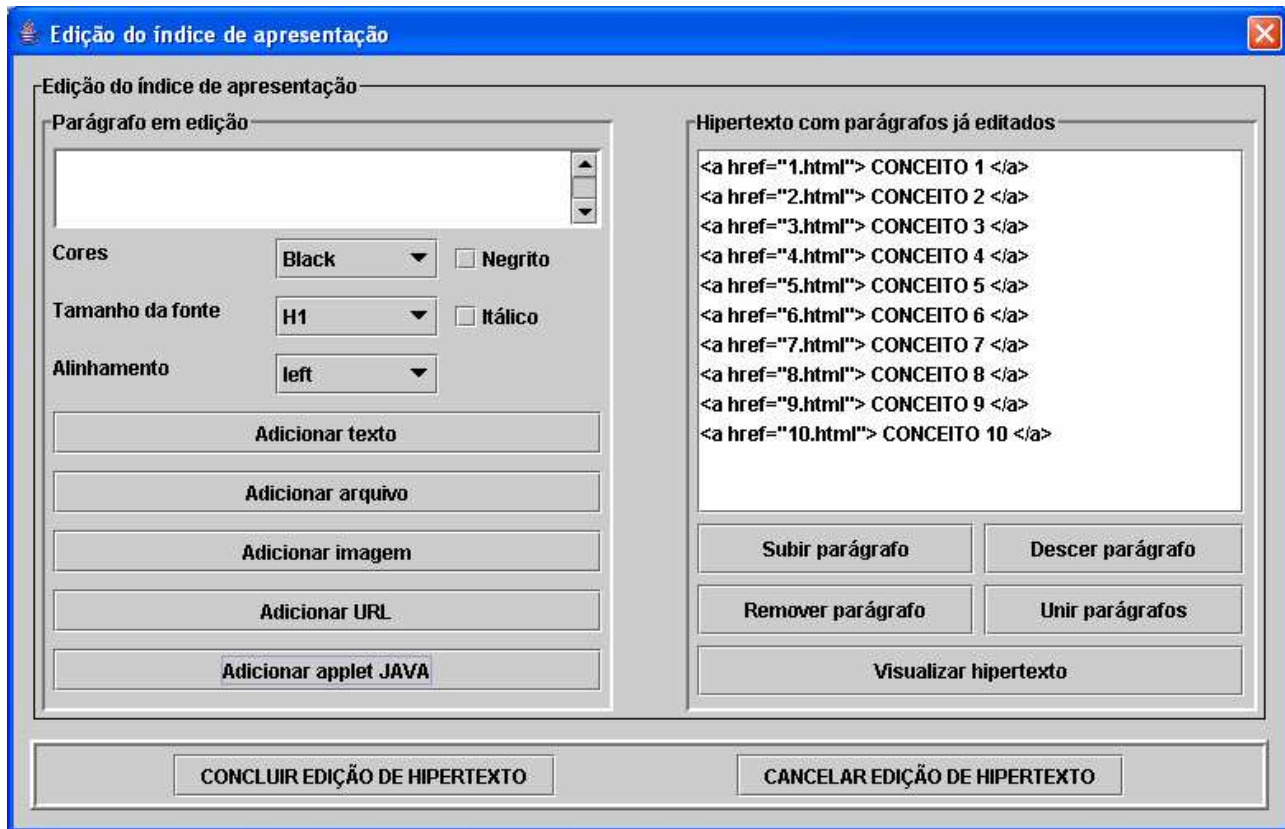 Edição do índice de apresentação
Edição do índice de apresentação
Parágrafo em edição
Cores
Black
Negrito
Tamanho da fonte
H1
Itálico
Alinhamento
left
Adicionar texto
Adicionar arquivo
Adicionar imagem
Adicionar URL
Adicionar applet JAVA
Hipertexto com parágrafos já editados
<a href="1.html"> CONCEITO 1 </a>
<a href="2.html"> CONCEITO 2 </a>
<a href="3.html"> CONCEITO 3 </a>
<a href="4.html"> CONCEITO 4 </a>
<a href="5.html"> CONCEITO 5 </a>
<a href="6.html"> CONCEITO 6 </a>
<a href="7.html"> CONCEITO 7 </a>
<a href="8.html"> CONCEITO 8 </a>
<a href="9.html"> CONCEITO 9 </a>
<a href="10.html"> CONCEITO 10 </a>
Subir parágrafo
Descer parágrafo
Remover parágrafo
Unir parágrafos
Visualizar hipertexto
CONCLUIR EDIÇÃO DE HIPERTEXTO
CANCELAR EDIÇÃO DE HIPERTEXTO